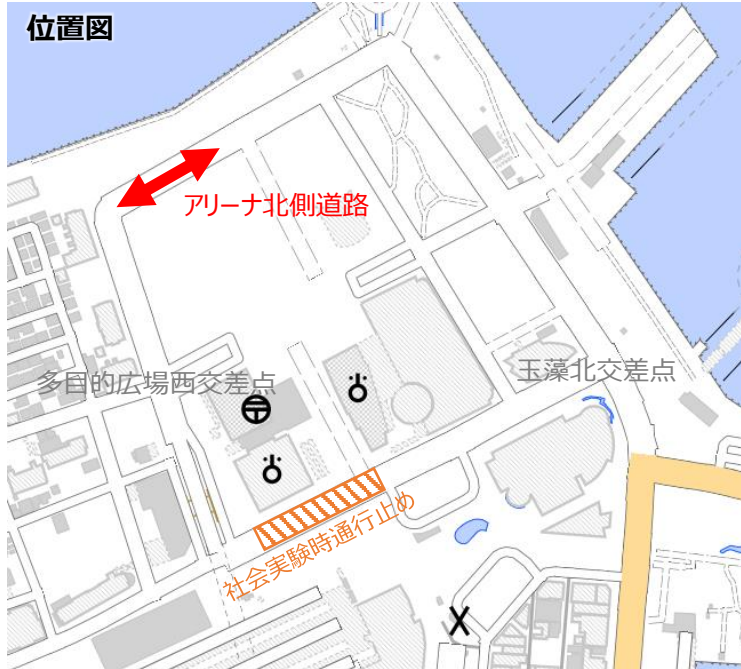 位置図
アリーナ北側道路
多目的広場西交差点
玉藻北交差点
社会実験時通行止め